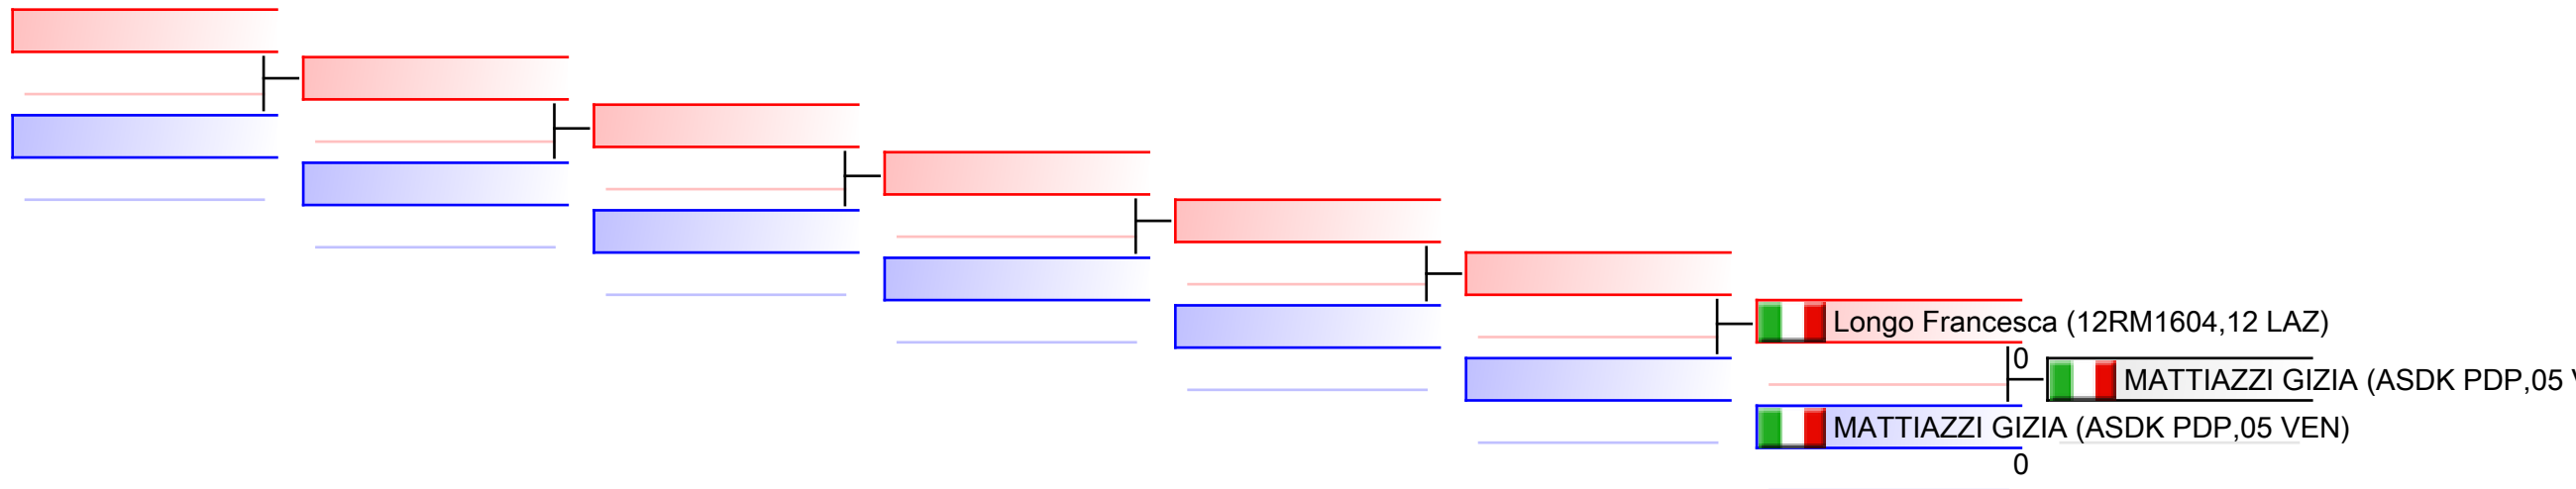 Longo Francesca (12RM1604,12 LAZ)
0
MATTIAZZI GIZIA (ASDK PDP,05
MATTIAZZI GIZIA (ASDK PDP,05 VEN)
0